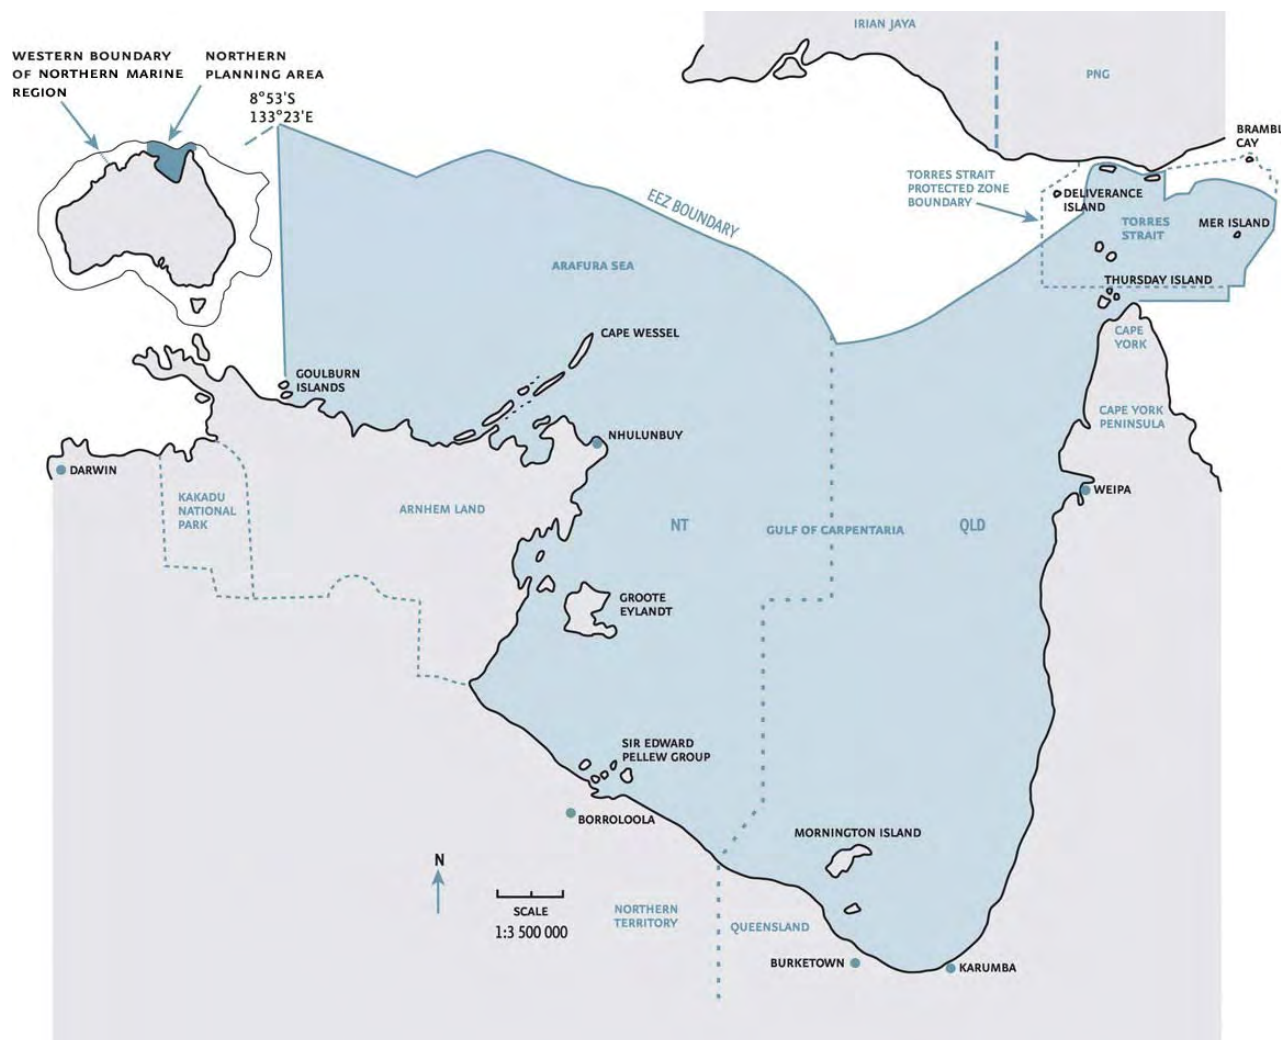 WESTERN BOUNDARY
OF NORTHERN MARINE
REGION
NORTHERN
PLANNING AREA
8°53'S
133°23'E
IRIAN JAYA
PNG
BRAMBL
CAY
TORRES STRAIT
PROTECTED ZONE
BOUNDARY
DELIVERANCE
ISLAND
TORRES
STRAIT
MER ISLAND
EEZ BOUNDARY
ARAFURA SEA
THURSDAY ISLAND
CAPE WESSEL
CAPE
YORK
GOULBURN
ISLANDS
CAPE YORK
PENINSULA
NHULUNBUY
DARWIN
WEIPA
KAKADU
NATIONAL
PARK
ARNHEM LAND
NT
GULF OF CARPENTARIA
QLD
GROOTE
EYLANDT
SIR EDWARD
PELLEW GROUP
BORROLOOLA
MORNINGTON ISLAND
N
SCALE
1:3 500 000
NORTHERN
TERRITORY
QUEENSLAND
BURKETOWN
KARUMBA